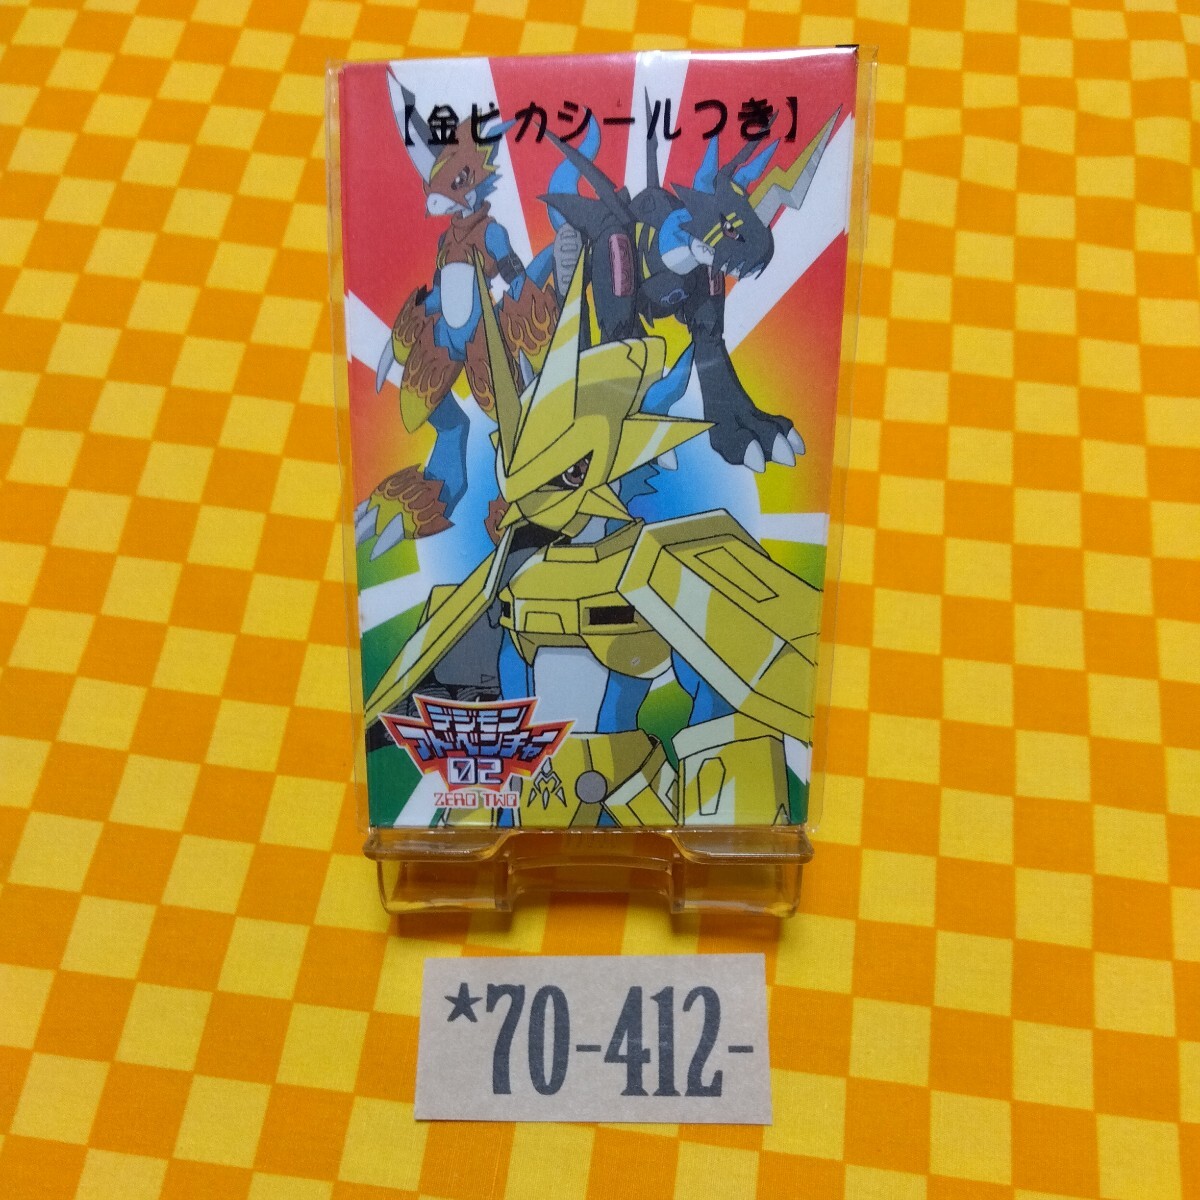 【金ピカシールつき】
デジモン
アドベンチャー
02
ZERO TWO
★70-412-